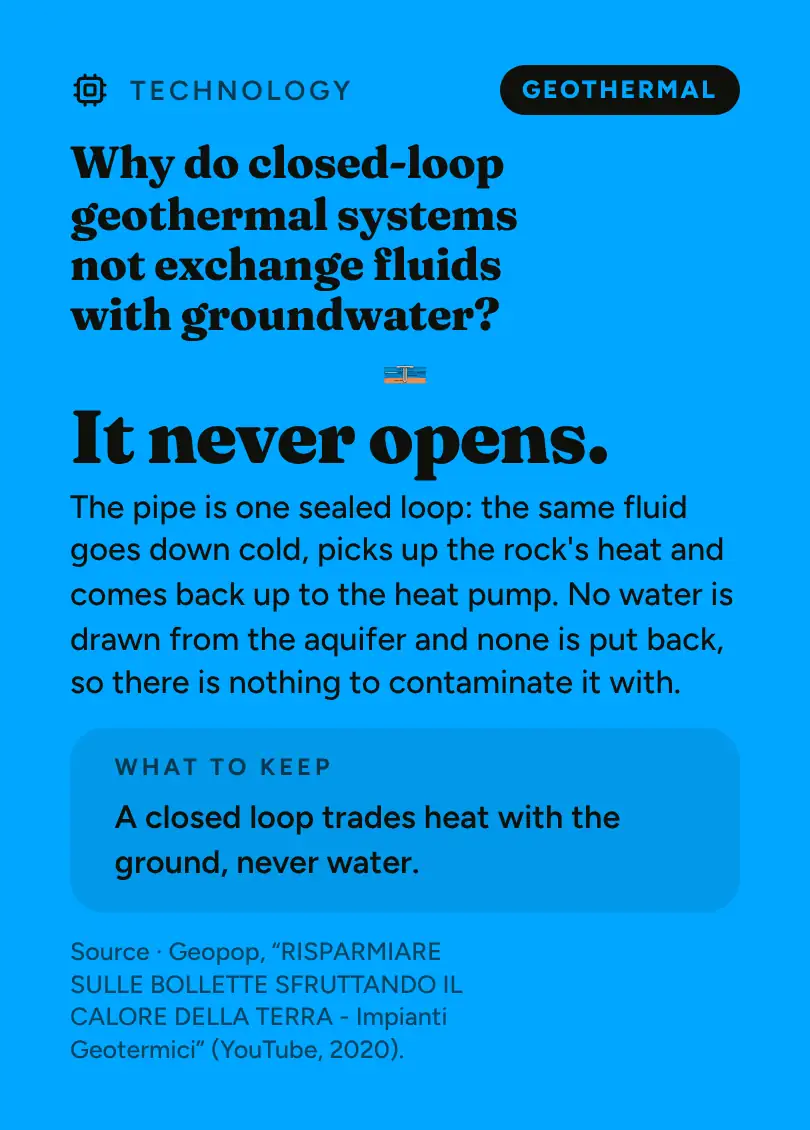 TECHNOLOGY
GEOTHERMAL
Why do closed-loop
geothermal systems
not exchange fluids
with groundwater?
It never opens.
The pipe is one sealed loop: the same fluid
goes down cold, picks up the rock's heat and
comes back up to the heat pump. No water is
drawn from the aquifer and none is put back,
so there is nothing to contaminate it with.
WHAT TO KEEP
A closed loop trades heat with the
ground, never water.
Source · Geopop, “RISPARMIARE
SULLE BOLLETTE SFRUTTANDO IL
CALORE DELLA TERRA - Impianti
Geotermici” (YouTube, 2020).